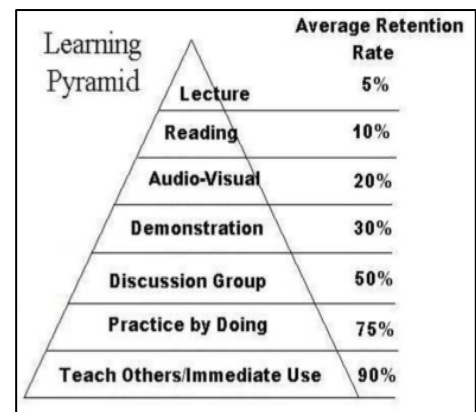 Learning
Pyramid
Average Retention
Rate
Lecture 5%
Reading 10%
Audio-Visual 20%
Demonstration 30%
Discussion Group 50%
Practice by Doing 75%
Teach Others/Immediate Use 90%